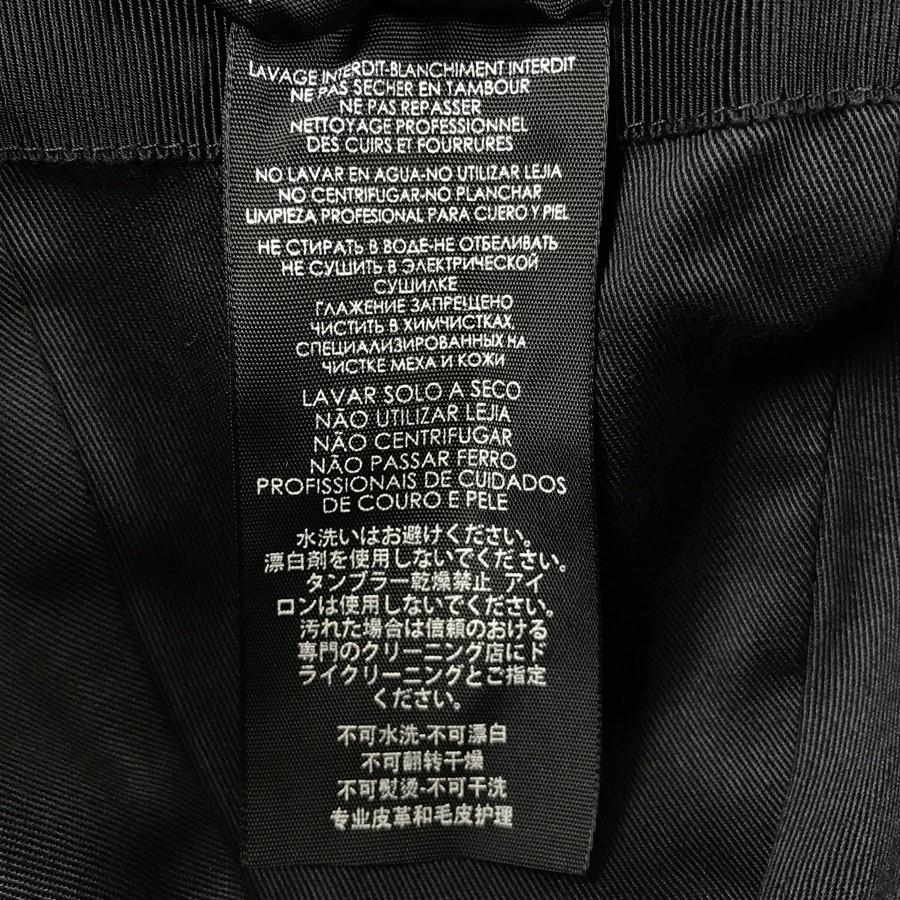 LAVAGE INTERDIT-BLANCHIMENT INTERDIT
NE PAS SECHER EN TAMBOUR
NE PAS REPASSER
NETTOYAGE PROFESSIONNEL
DES CUIRS ET FOURRURES
NO LAVAR EN AGUA-NO UTILIZAR LEJIA
NO CENTRIFUGAR-NO PLANCHAR
LIMPIEZA PROFESIONAL PARA CUERO Y PIEL
НЕ СТИРАТЬ В ВОДЕ-НЕ ОТБЕЛИВАТЬ
НЕ СУШИТЬ В ЭЛЕКТРИЧЕСКОЙ
СУШИЛКЕ
ГЛАЖЕНИЕ ЗАПРЕЩЕНО
ЧИСТИТЬ В ХИМЧИСТКАХ,
СПЕЦИАЛИЗИРОВАННЫХ НА
ЧИСТКЕ МЕХА И КОЖИ
LAVAR SOLO A SECO
NÃO UTILIZAR LEJIA
NÃO CENTRIFUGAR
NÃO PASSAR FERRO
PROFISSIONAIS DE CUIDADOS
DE COURO E PELE
水洗いはお避けください。
漂白剤を使用しないでください。
タンブラー乾燥禁止 アイ
ロンは使用しないでください。
汚れた場合は信頼のおける
専門のクリーニング店にド
ライクリーニングとご指定
ください。
不可水洗-不可漂白
不可翻转干燥
不可熨烫-不可干洗
专业皮革和毛皮护理